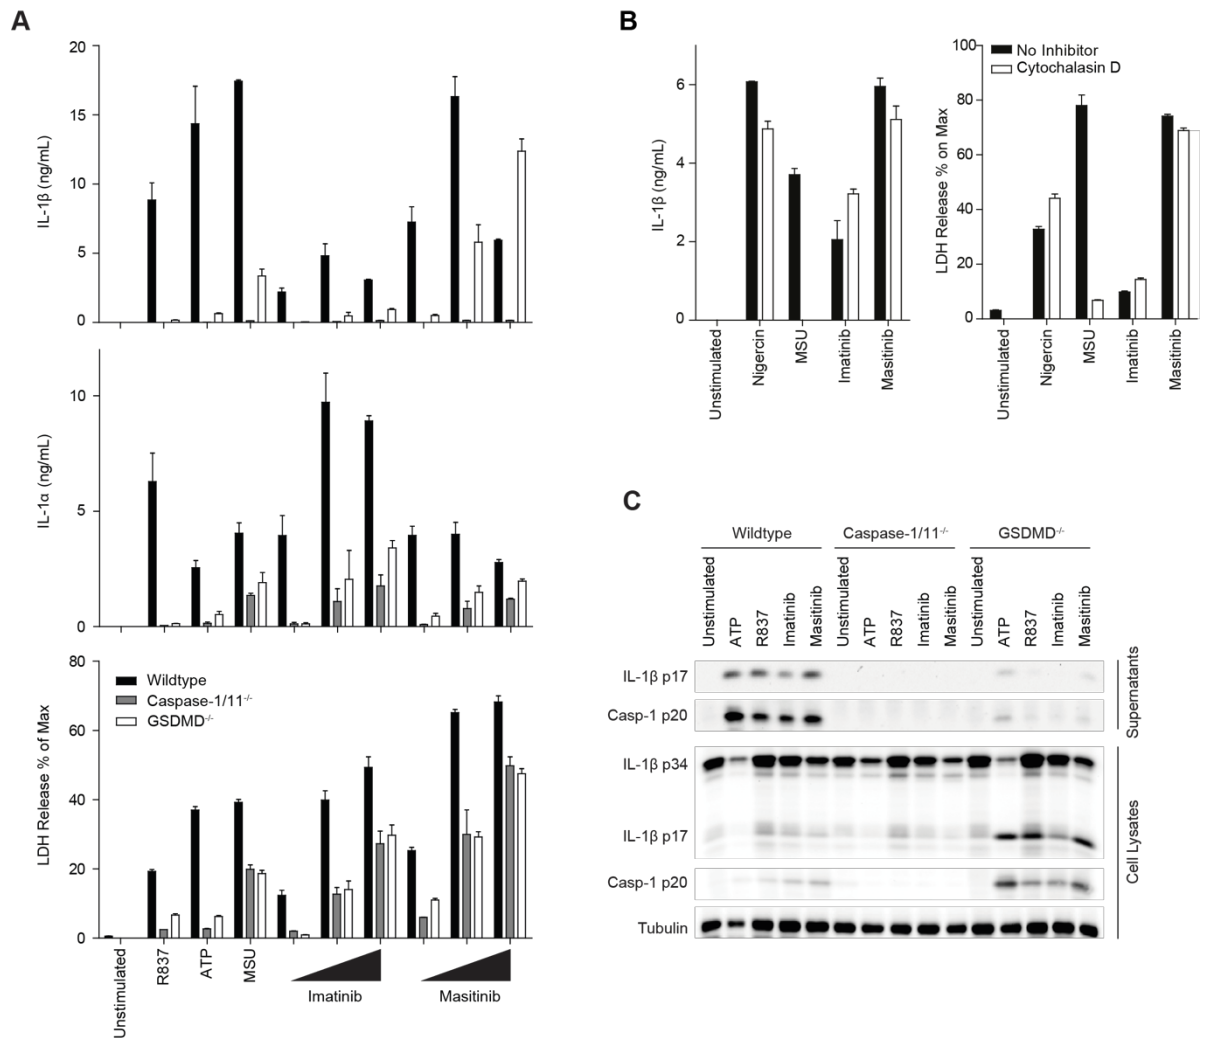 A
20
15
10
5
0
IL-1β (ng/mL)
10
5
0
IL-1α (ng/mL)
80
60
40
20
0
LDH Release % of Max
Wildtype
Caspase-1/11-/-
GSDMD-/-
Unstimulated
R837
ATP
MSU
Imatinib
Masitinib
B
6
4
2
0
IL-1β (ng/mL)
Unstimulated
Nigercin
MSU
Imatinib
Masitinib
100
80
60
40
20
0
LDH Release % on Max
No Inhibitor
Cytochalasin D
Unstimulated
Nigercin
MSU
Imatinib
Masitinib
C
Wildtype
Caspase-1/11-/-
GSDMD-/-
Unstimulated
ATP
R837
Imatinib
Masitinib
Unstimulated
ATP
R837
Imatinib
Masitinib
Unstimulated
ATP
R837
Imatinib
Masitinib
IL-1β p17
Casp-1 p20
Supernatants
IL-1β p34
IL-1β p17
Casp-1 p20
Tubulin
Cell Lysates